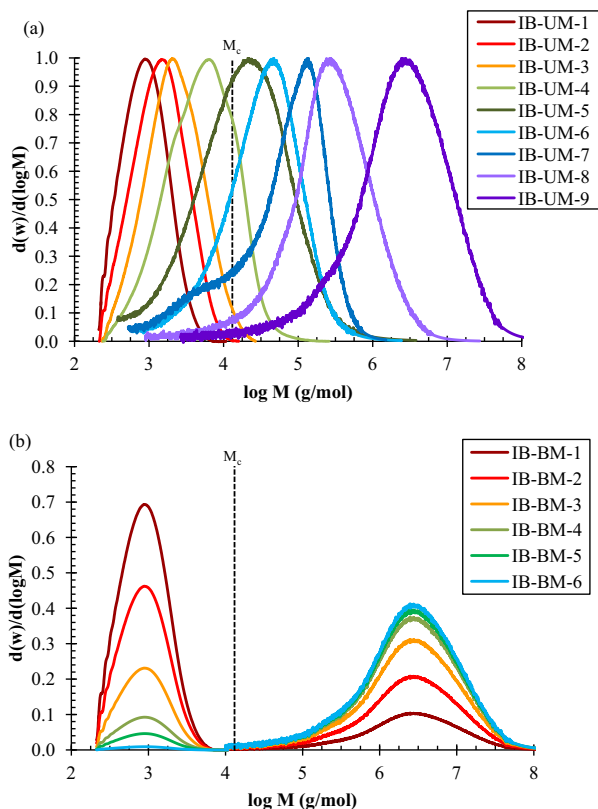 (a)
M_c
IB-UM-1
IB-UM-2
IB-UM-3
IB-UM-4
IB-UM-5
IB-UM-6
IB-UM-7
IB-UM-8
IB-UM-9
d(w)/d(logM)
1.0
0.9
0.8
0.7
0.6
0.5
0.4
0.3
0.2
0.1
0.0
2 3 4 5 6 7 8
log M (g/mol)
(b)
M_c
IB-BM-1
IB-BM-2
IB-BM-3
IB-BM-4
IB-BM-5
IB-BM-6
d(w)/d(logM)
0.8
0.7
0.6
0.5
0.4
0.3
0.2
0.1
0.0
2 3 4 5 6 7 8
log M (g/mol)